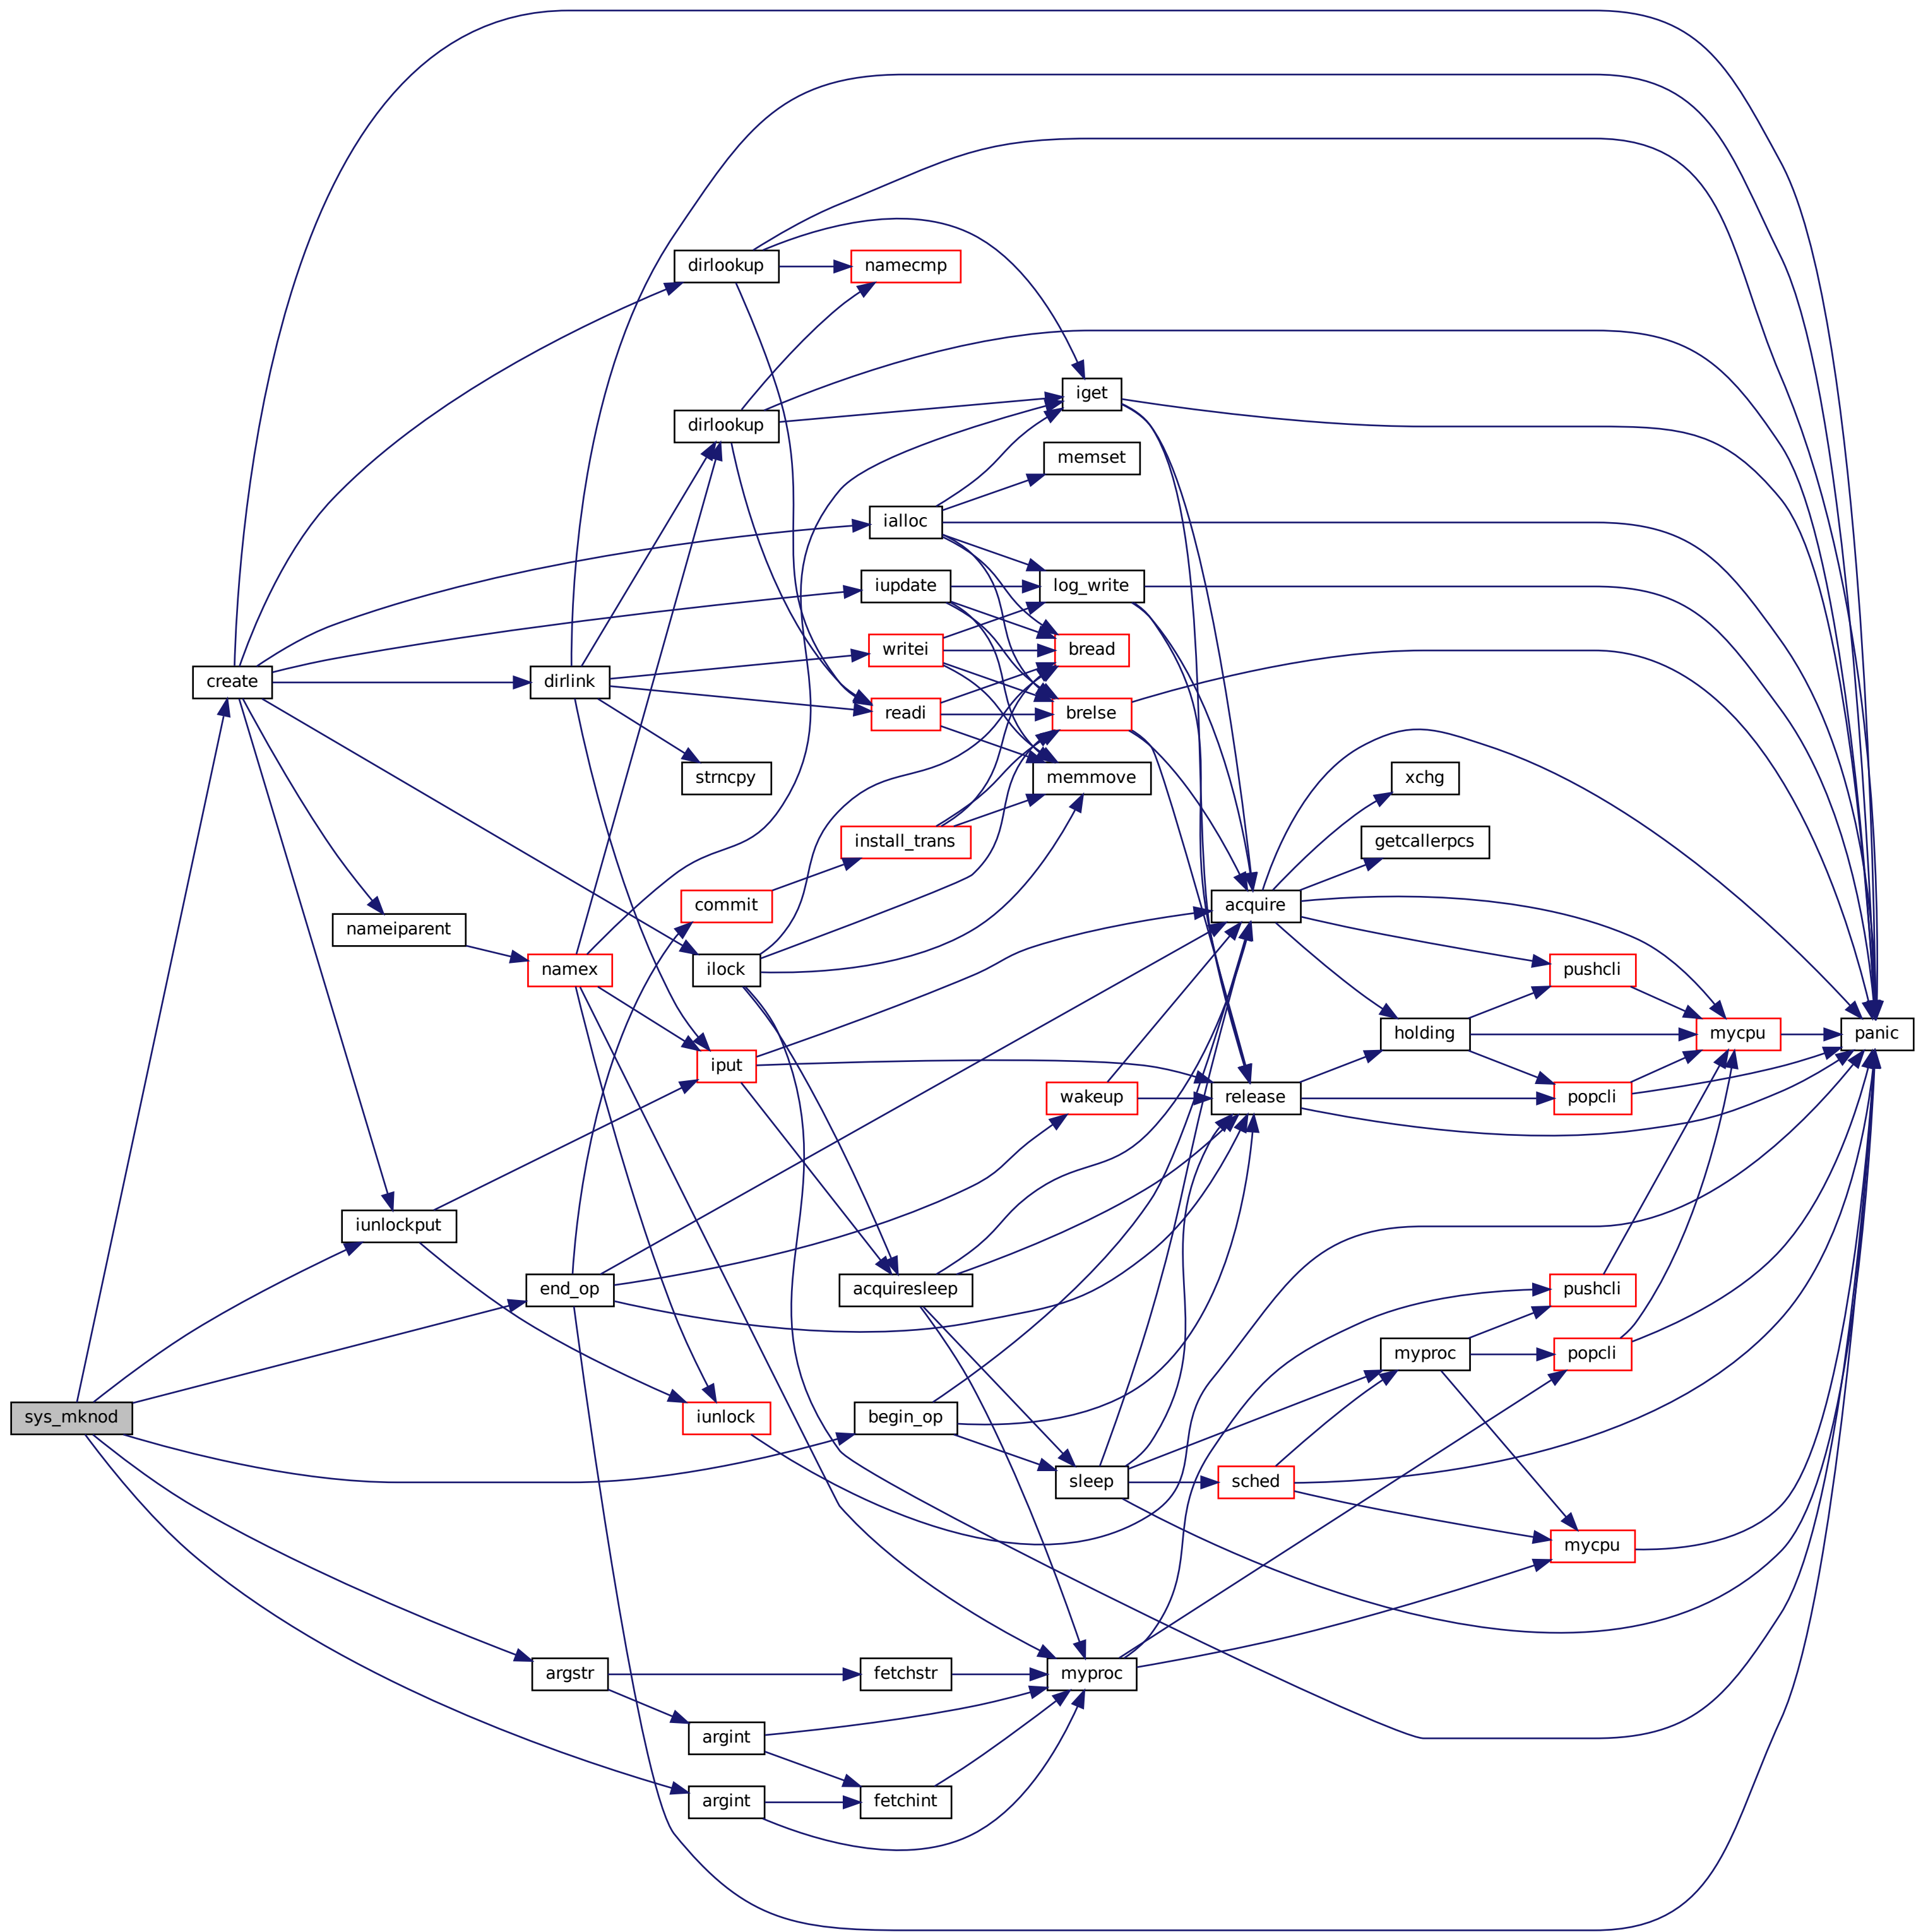 dirlookup
namecmp
iget
dirlookup
memset
ialloc
iupdate
log_write
writei
bread
create
dirlink
readi
brelse
strncpy
memmove
xchg
install_trans
getcallerpcs
commit
acquire
nameiparent
namex
ilock
pushcli
holding
mycpu
panic
iput
wakeup
release
popcli
iunlockput
end_op
acquiresleep
pushcli
myproc
popcli
sys_mknod
iunlock
begin_op
sleep
sched
mycpu
argstr
fetchstr
myproc
argint
argint
fetchint